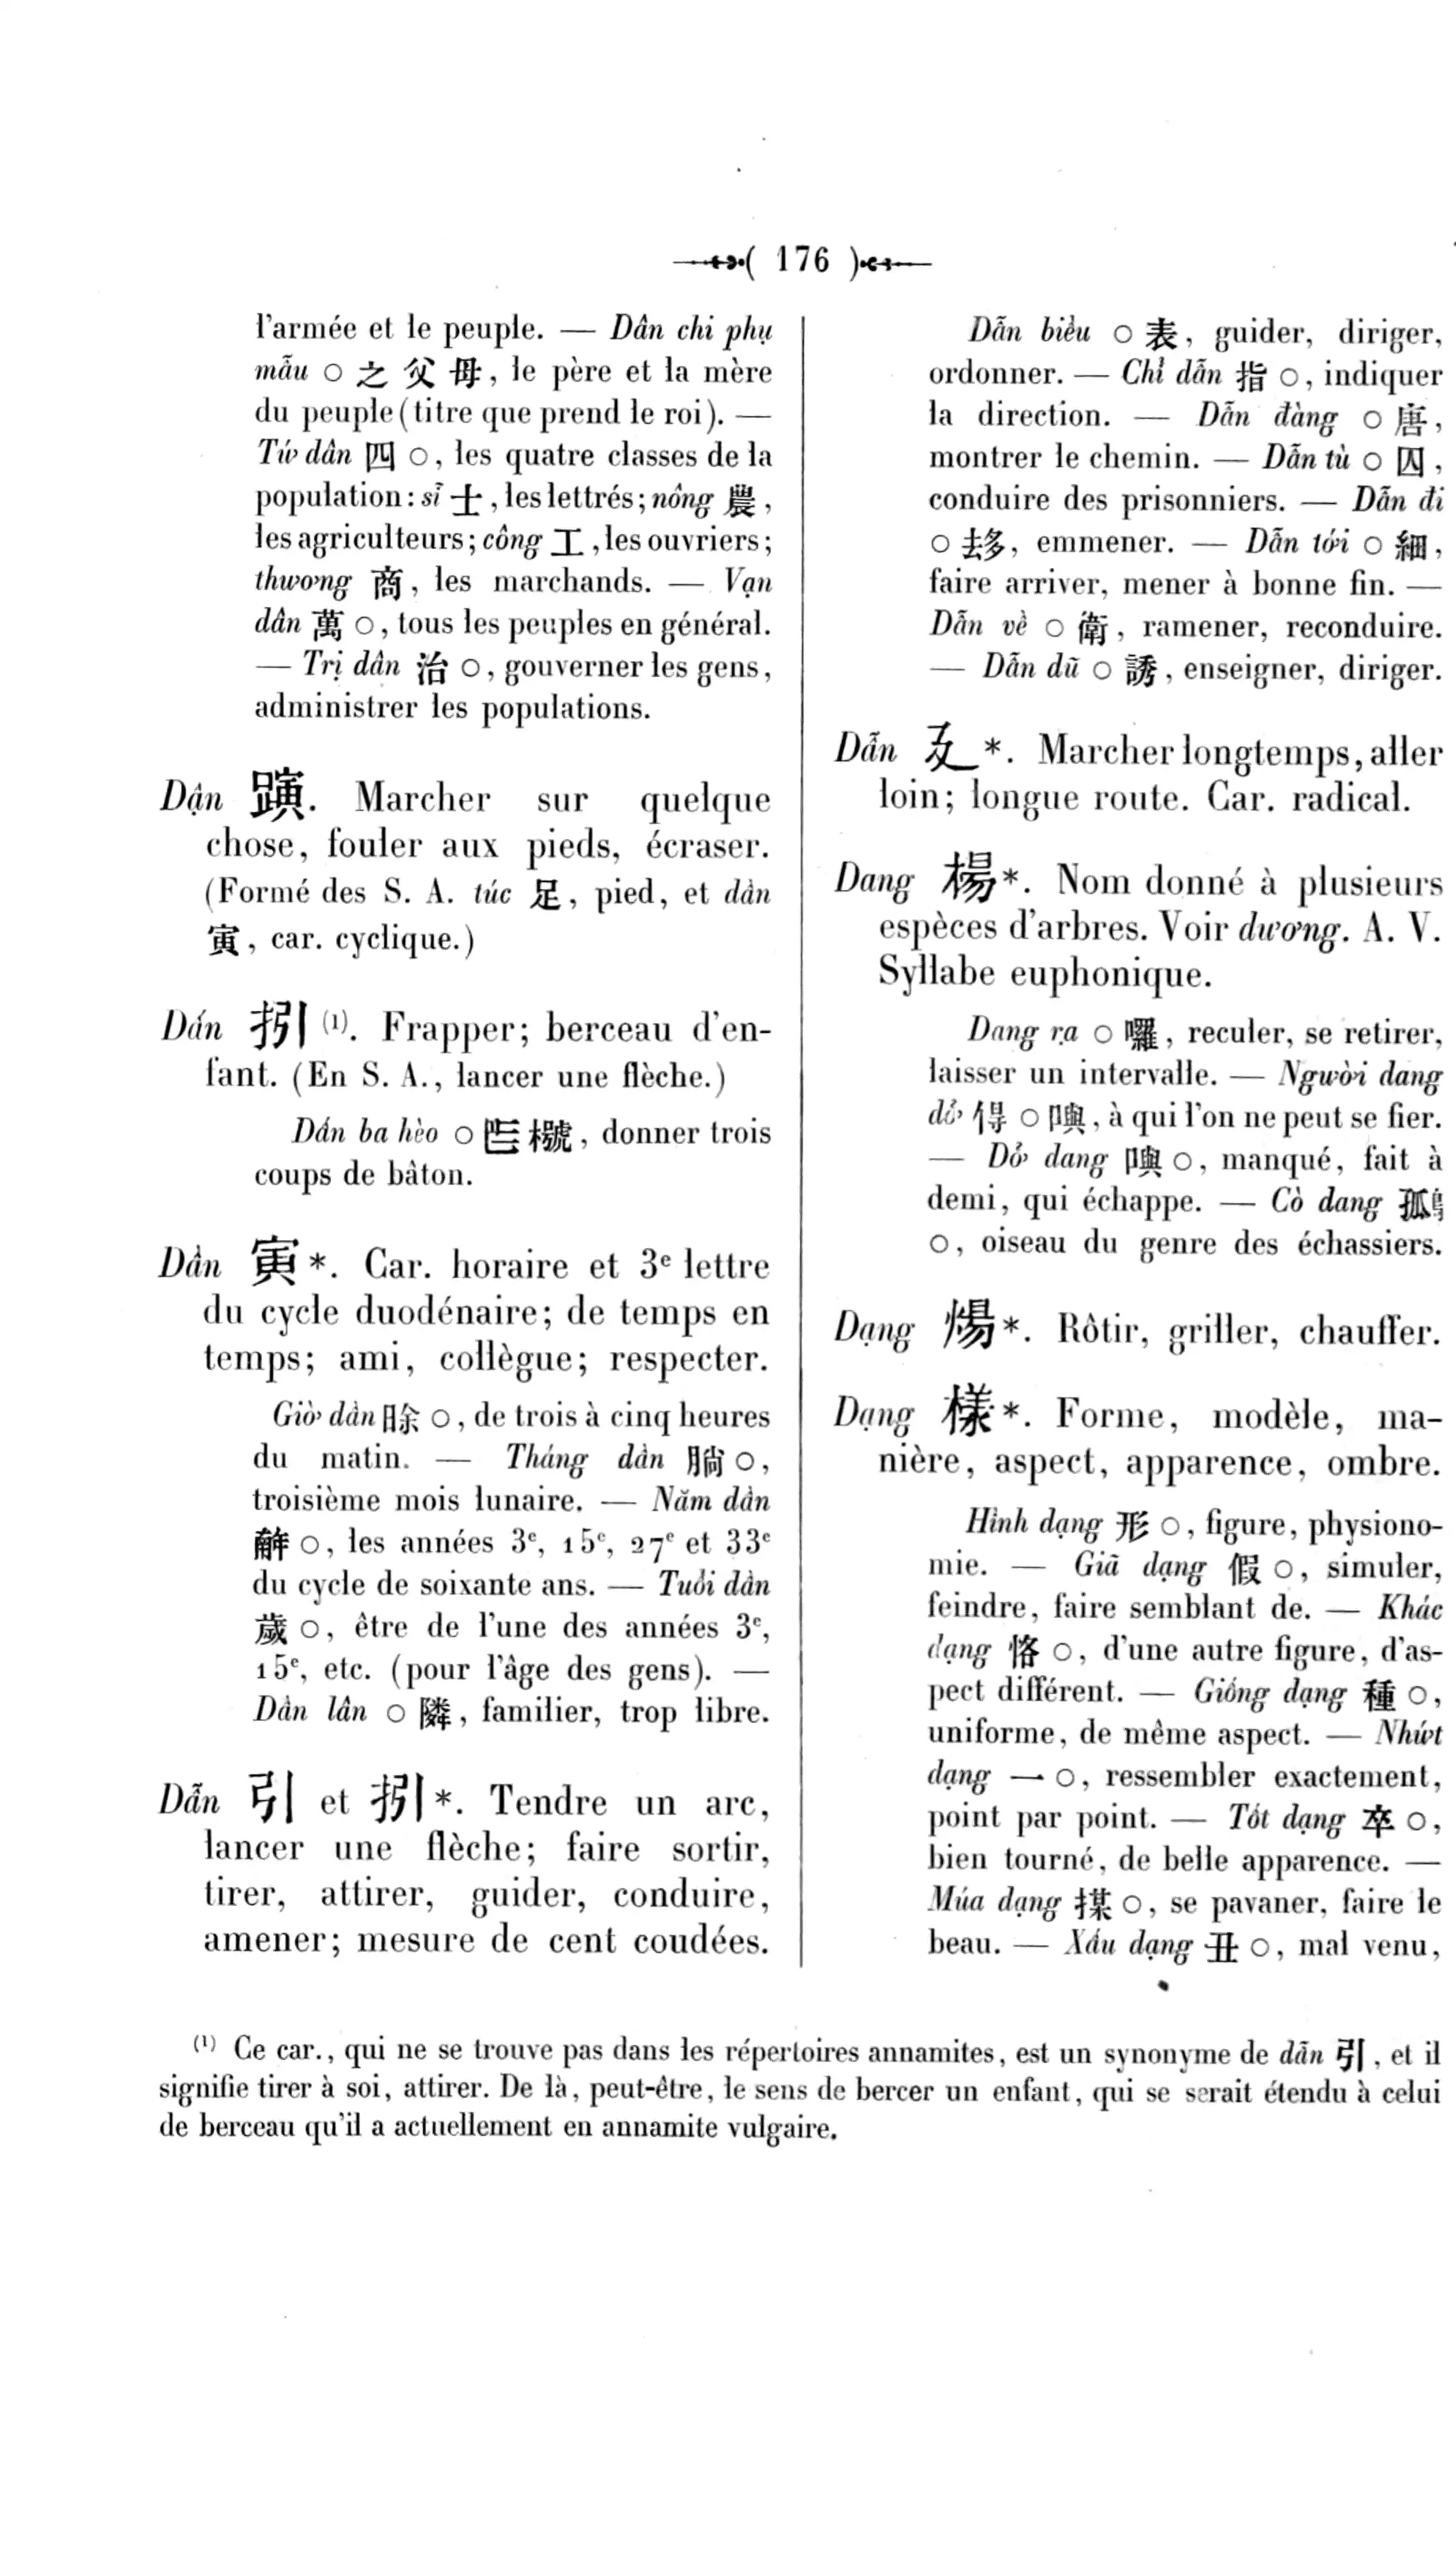 ( 176 )
l'armée et le peuple. — Dân chi phụ
mẫu ○ 之 父 母, le père et la mère
du peuple (titre que prend le roi). —
Tứ dân 四 ○, les quatre classes de la
population : sĩ 士, les lettrés; nông 農,
les agriculteurs; công 工, les ouvriers;
thương 商, les marchands. — Vạn
dân 萬 ○, tous les peuples en général.
— Trị dân 治 ○, gouverner les gens,
administrer les populations.
Dận 蹎. Marcher sur quelque
chose, fouler aux pieds, écraser.
(Formé des S. A. túc 足, pied, et dần
寅, car. cyclique.)
Dấn 㧈 (1). Frapper; berceau d'en-
fant. (En S. A., lancer une flèche.)
Dấn ba hèo ○ 𠀧 , donner trois
coups de bâton.
Dần 寅 *. Car. horaire et 3e lettre
du cycle duodénaire; de temps en
temps; ami, collègue; respecter.
Giờ dần 𣇞 ○, de trois à cinq heures
du matin. — Tháng dần 𣎃 ○,
troisième mois lunaire. — Năm dần
𢆥 ○, les années 3e, 15e, 27e et 33e
du cycle de soixante ans. — Tuổi dần
歲 ○, être de l'une des années 3e,
15e, etc. (pour l'âge des gens). —
Dần lân ○ 隣, familier, trop libre.
Dẫn 引 et 㧈 *. Tendre un arc,
lancer une flèche; faire sortir,
tirer, attirer, guider, conduire,
amener; mesure de cent coudées.
Dẫn biểu ○ 表, guider, diriger,
ordonner. — Chỉ dẫn 指 ○, indiquer
la direction. — Dẫn đàng ○ 唐,
montrer le chemin. — Dẫn tù ○ 囚,
conduire des prisonniers. — Dẫn đi
○ 𠫾, emmener. — Dẫn tới ○ 細,
faire arriver, mener à bonne fin. —
Dẫn về ○ 衛, ramener, reconduire.
— Dẫn dũ ○ 誘, enseigner, diriger.
Dẫn 廴 *. Marcher longtemps, aller
loin; longue route. Car. radical.
Dang 楊 *. Nom donné à plusieurs
espèces d'arbres. Voir dương. A. V.
Syllabe euphonique.
Dang ra ○ 囉, reculer, se retirer,
laisser un intervalle. — Người dang
dở 㝵 ○ , à qui l'on ne peut se fier.
— Dở dang ○, manqué, fait à
demi, qui échappe. — Cò dang
○, oiseau du genre des échassiers.
Dạng 煬 *. Rôtir, griller, chauffer.
Dạng 樣 *. Forme, modèle, ma-
nière, aspect, apparence, ombre.
Hình dạng 形 ○, figure, physiono-
mie. — Giã dạng 假 ○, simuler,
feindre, faire semblant de. — Khác
dạng 恪 ○, d'une autre figure, d'as-
pect différent. — Giống dạng 種 ○,
uniforme, de même aspect. — Nhứt
dạng 一 ○, ressembler exactement,
point par point. — Tốt dạng 卒 ○,
bien tourné, de belle apparence. —
Múa dạng 㨡 ○, se pavaner, faire le
beau. — Xấu dạng 丑 ○, mal venu,
(1) Ce car., qui ne se trouve pas dans les répertoires annamites, est un synonyme de dẫn 引, et il
signifie tirer à soi, attirer. De là, peut-être, le sens de bercer un enfant, qui se serait étendu à celui
de berceau qu'il a actuellement en annamite vulgaire.